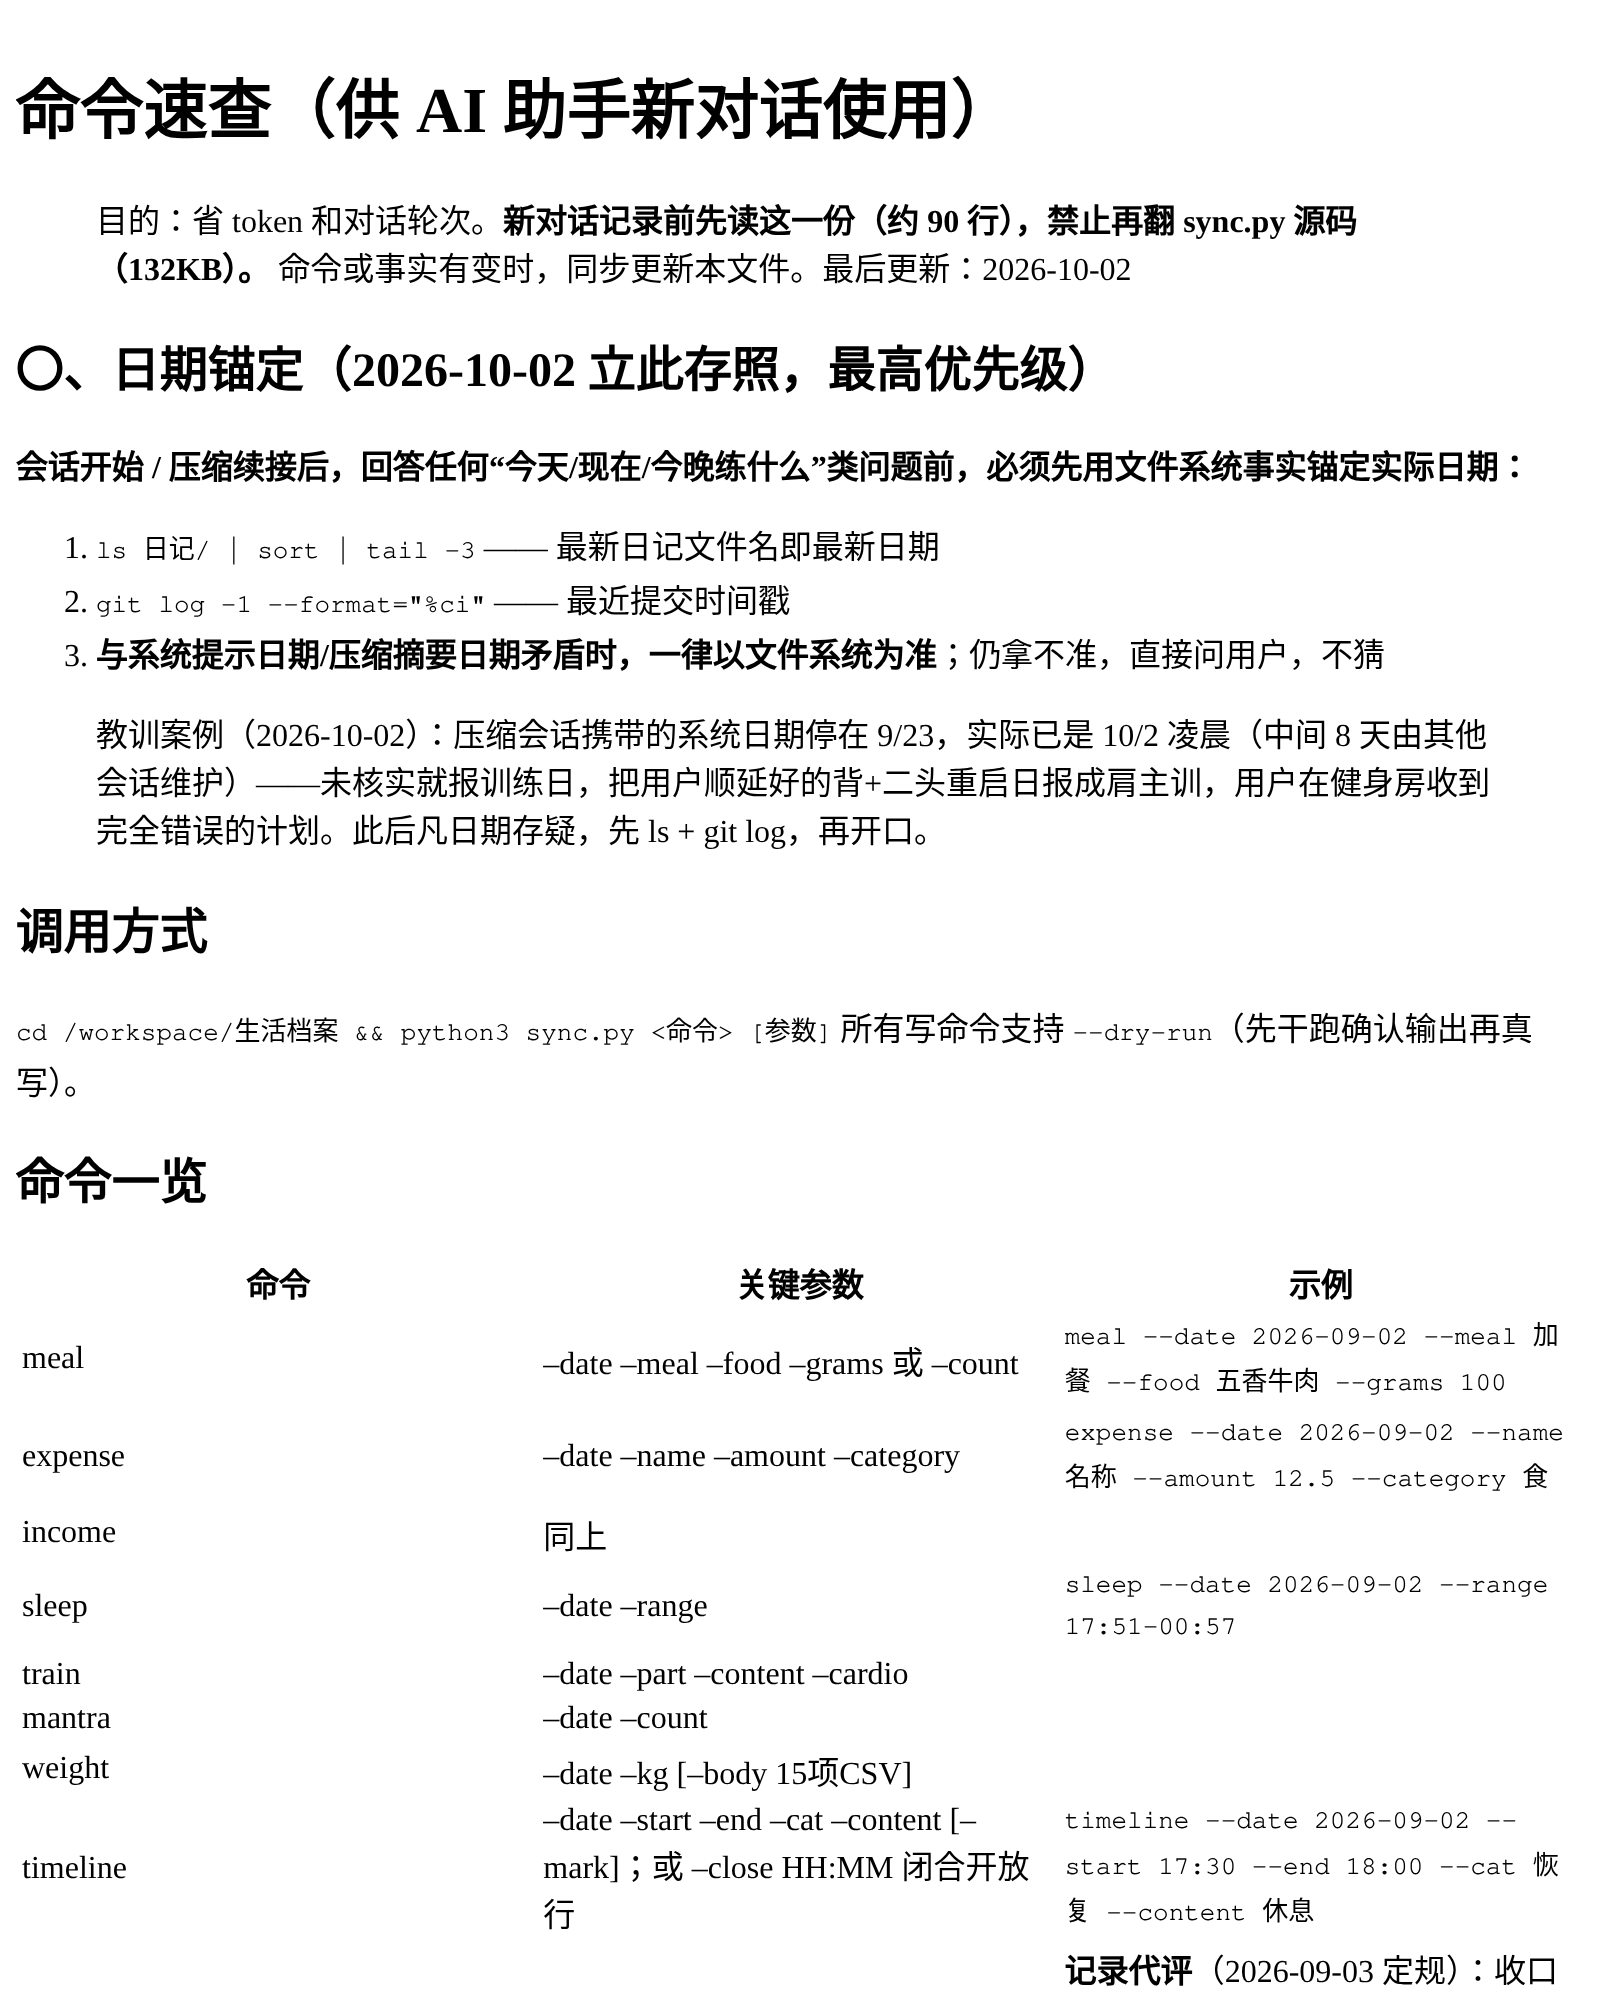 命令速查（供 AI 助手新对话使用）
目的：省 token 和对话轮次。新对话记录前先读这一份（约 90 行），禁止再翻 sync.py 源码
（132KB）。 命令或事实有变时，同步更新本文件。最后更新：2026-10-02
〇、日期锚定（2026-10-02 立此存照，最高优先级）
会话开始 / 压缩续接后，回答任何“今天/现在/今晚练什么”类问题前，必须先用文件系统事实锚定实际日期：
1. ls 日记/ | sort | tail -3 —— 最新日记文件名即最新日期
2. git log -1 --format="%ci" —— 最近提交时间戳
3. 与系统提示日期/压缩摘要日期矛盾时，一律以文件系统为准；仍拿不准，直接问用户，不猜
教训案例（2026-10-02）：压缩会话携带的系统日期停在 9/23，实际已是 10/2 凌晨（中间 8 天由其他
会话维护）——未核实就报训练日，把用户顺延好的背+二头重启日报成肩主训，用户在健身房收到
完全错误的计划。此后凡日期存疑，先 ls + git log，再开口。
调用方式
cd /workspace/生活档案 && python3 sync.py <命令> [参数] 所有写命令支持 --dry-run（先干跑确认输出再真
写）。
命令一览
命令 关键参数 示例
meal –date –meal –food –grams 或 –count meal --date 2026-09-02 --meal 加
餐 --food 五香牛肉 --grams 100
expense –date –name –amount –category expense --date 2026-09-02 --name
名称 --amount 12.5 --category 食
income 同上
sleep –date –range sleep --date 2026-09-02 --range
17:51-00:57
train –date –part –content –cardio
mantra –date –count
weight –date –kg [–body 15项CSV]
timeline –date –start –end –cat –content [–
mark]；或 –close HH:MM 闭合开放
行
timeline --date 2026-09-02 --
start 17:30 --end 18:00 --cat 恢
复 --content 休息
记录代评（2026-09-03 定规）：收口